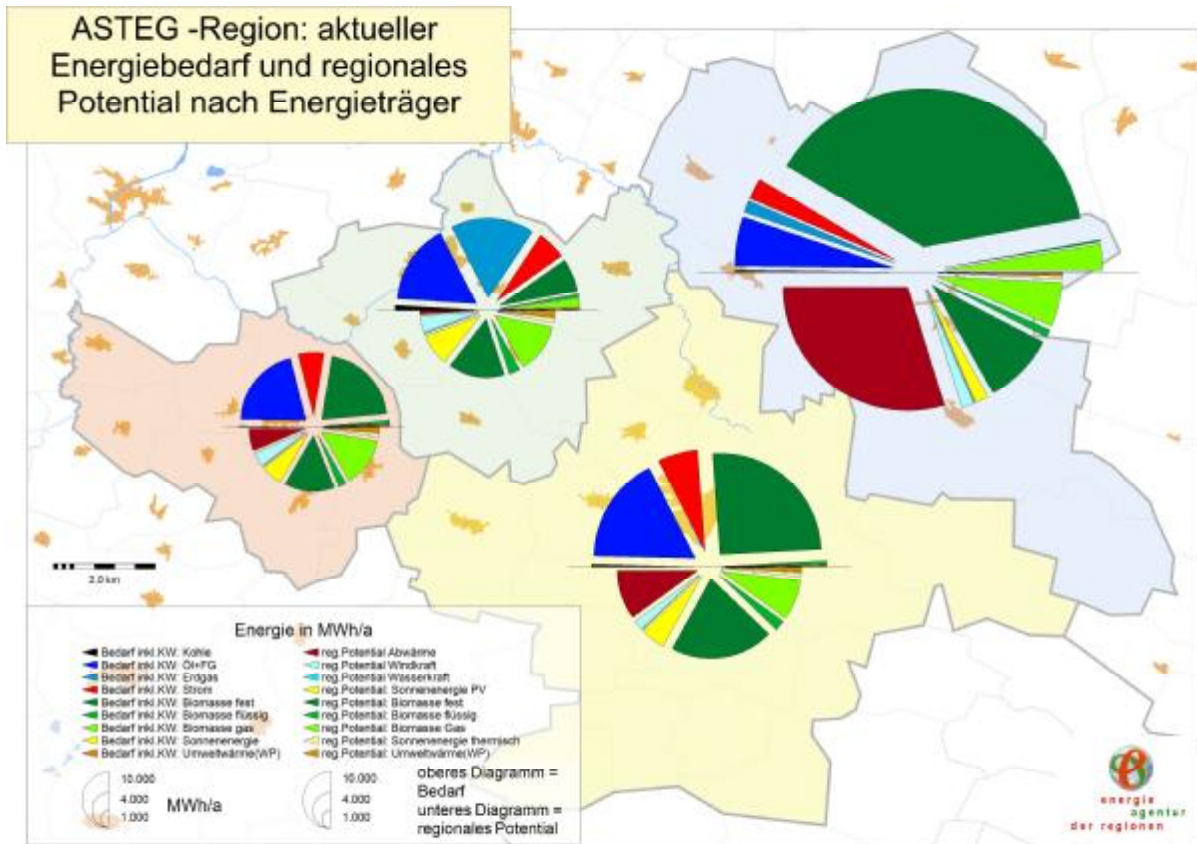 ASTEG -Region: aktueller
Energiebedarf und regionales
Potential nach Energieträger
2,0 km
Energie in MWh/a
Bedarf inkl.KW: Kohle
Bedarf inkl.KW: Öl+FG
Bedarf inkl.KW: Erdgas
Bedarf inkl.KW: Strom
Bedarf inkl.KW: Biomasse fest
Bedarf inkl.KW: Biomasse flüssig
Bedarf inkl.KW: Biomasse gas
Bedarf inkl.KW: Sonnenenergie
Bedarf inkl.KW: Umweltwärme(WP)
reg.Potential Abwärme
reg.Potential Windkraft
reg.Potential Wasserkraft
reg.Potential: Sonnenenergie PV
reg.Potential: Biomasse fest
reg.Potential: Biomasse flüssig
reg.Potential: Biomasse Gas
reg.Potential: Sonnenenergie thermisch
reg.Potential: Umweltwärme(WP)
10.000
4.000
1.000
MWh/a
10.000
4.000
1.000
oberes Diagramm =
Bedarf
unteres Diagramm =
regionales Potential
energie
agentur
der regionen